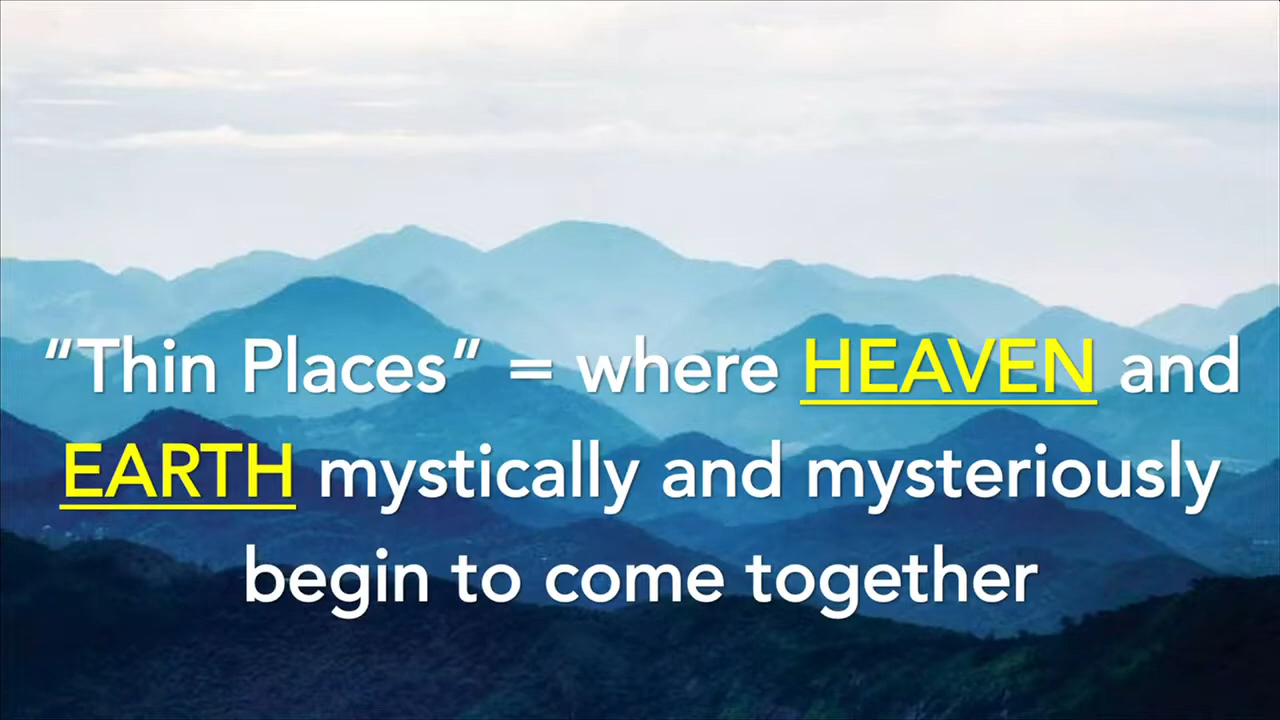 “Thin Places” = where HEAVEN and
EARTH mystically and mysteriously
begin to come together